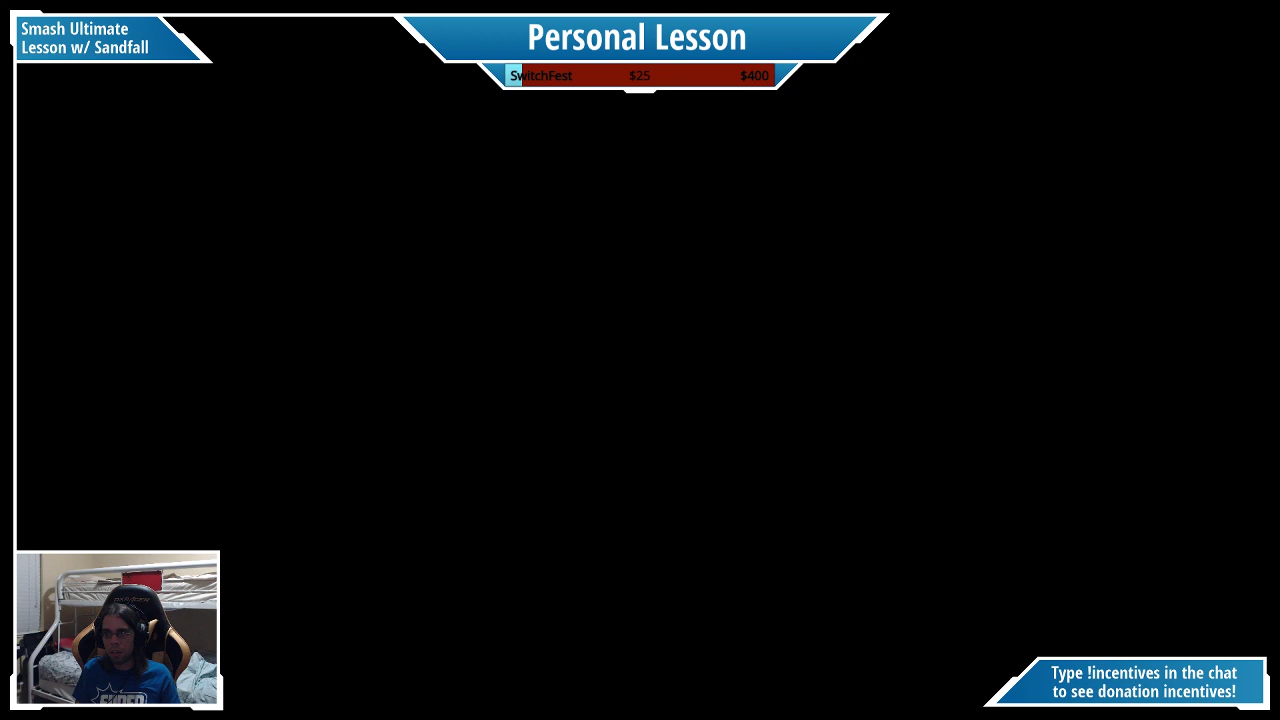 Smash Ultimate
Lesson w/ Sandfall
Personal Lesson
SwitchFest $25 $400
Type !incentives in the chat
to see donation incentives!